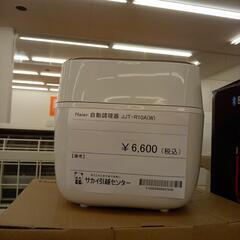 Haier 自動調理器 JJT-R10A(W)
¥6,600（税込）
【備考】
サカイ引越センター